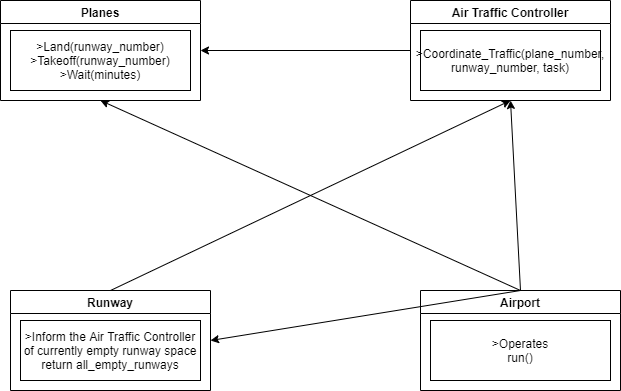 Planes
>Land(runway_number)
>Takeoff(runway_number)
>Wait(minutes)
Air Traffic Controller
>Coordinate_Traffic(plane_number,
runway_number, task)
Runway
>Inform the Air Traffic Controller
of currently empty runway space
return all_empty_runways
Airport
>Operates
run()